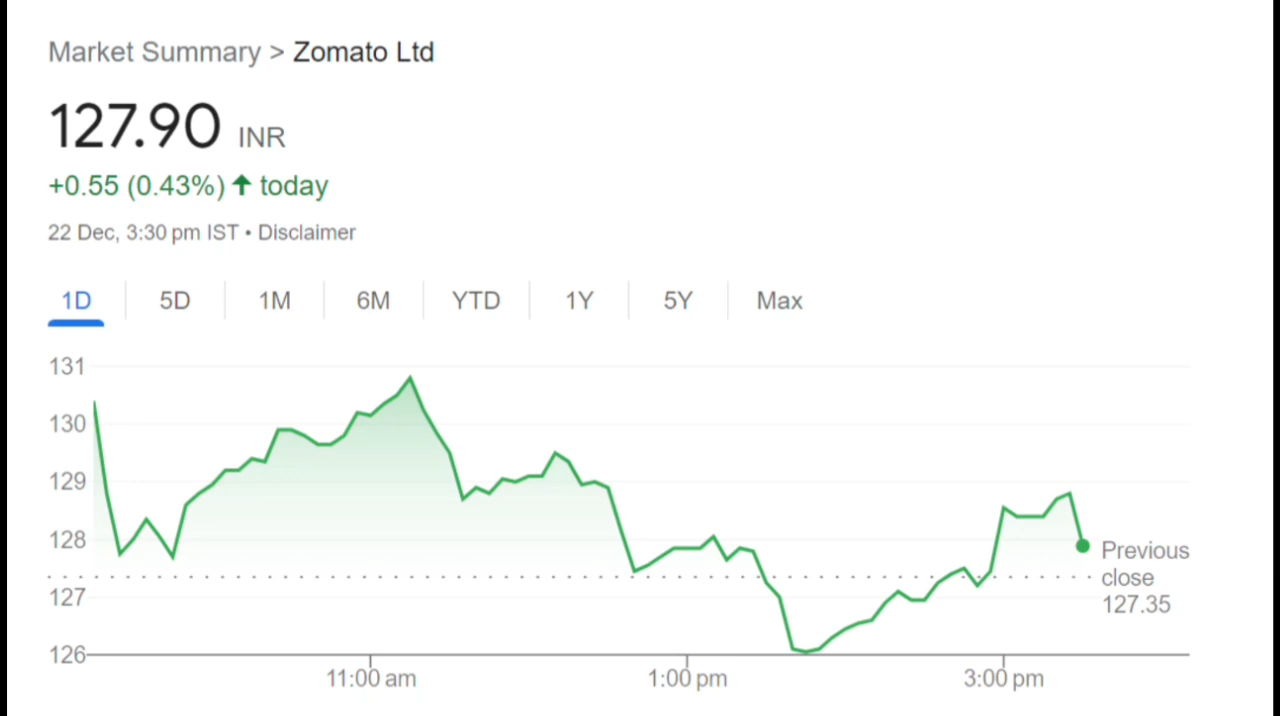 Market Summary > Zomato Ltd
127.90 INR
+0.55 (0.43%) ↑ today
22 Dec, 3:30 pm IST • Disclaimer
1D 5D 1M 6M YTD 1Y 5Y Max
131
130
129
128
127
126
Previous
close
127.35
11:00 am 1:00 pm 3:00 pm